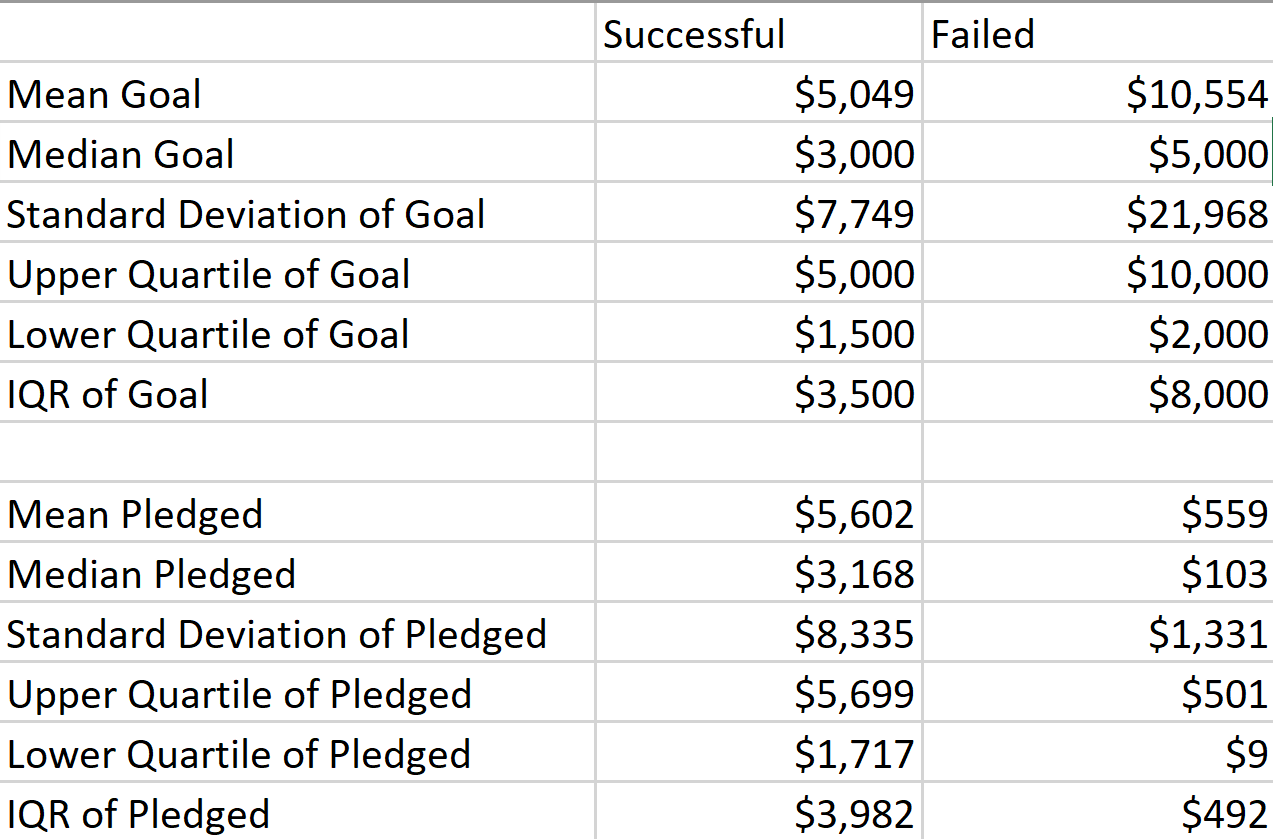 Successful Failed
Mean Goal $5,049 $10,554
Median Goal $3,000 $5,000
Standard Deviation of Goal $7,749 $21,968
Upper Quartile of Goal $5,000 $10,000
Lower Quartile of Goal $1,500 $2,000
IQR of Goal $3,500 $8,000
Mean Pledged $5,602 $559
Median Pledged $3,168 $103
Standard Deviation of Pledged $8,335 $1,331
Upper Quartile of Pledged $5,699 $501
Lower Quartile of Pledged $1,717 $9
IQR of Pledged $3,982 $492